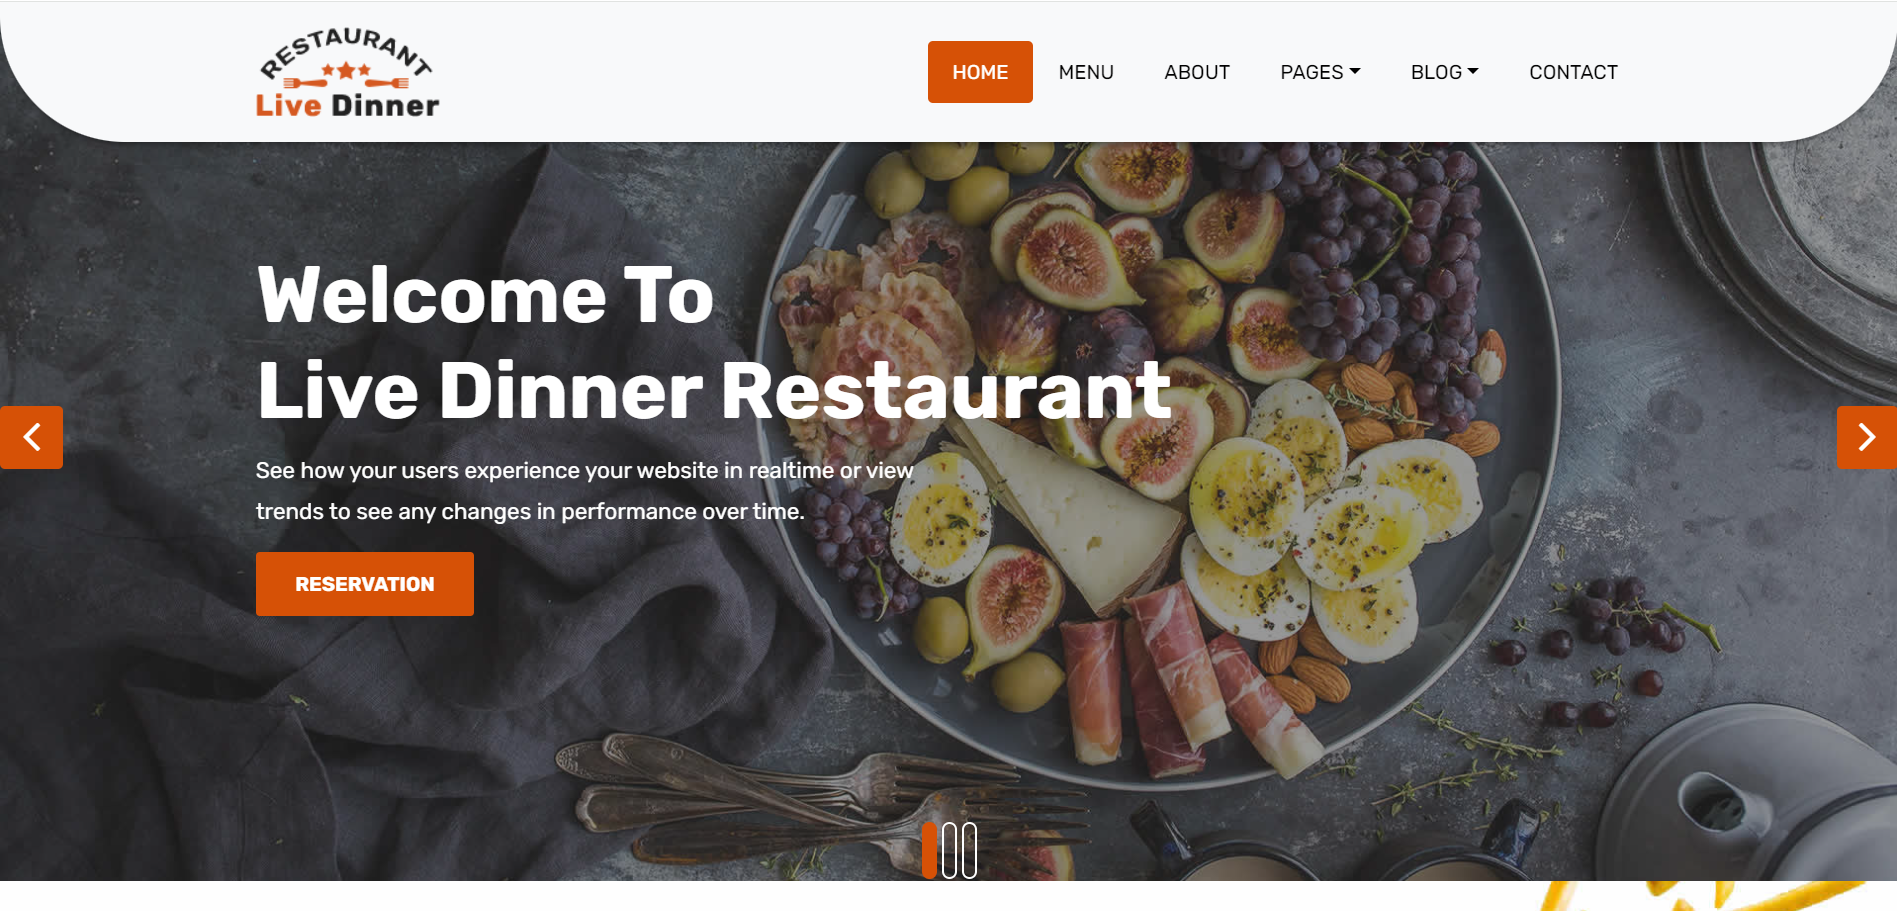 RESTAURANT
Live Dinner
HOME
MENU
ABOUT
PAGES
BLOG
CONTACT
Welcome To
Live Dinner Restaurant
See how your users experience your website in realtime or view
trends to see any changes in performance over time.
RESERVATION